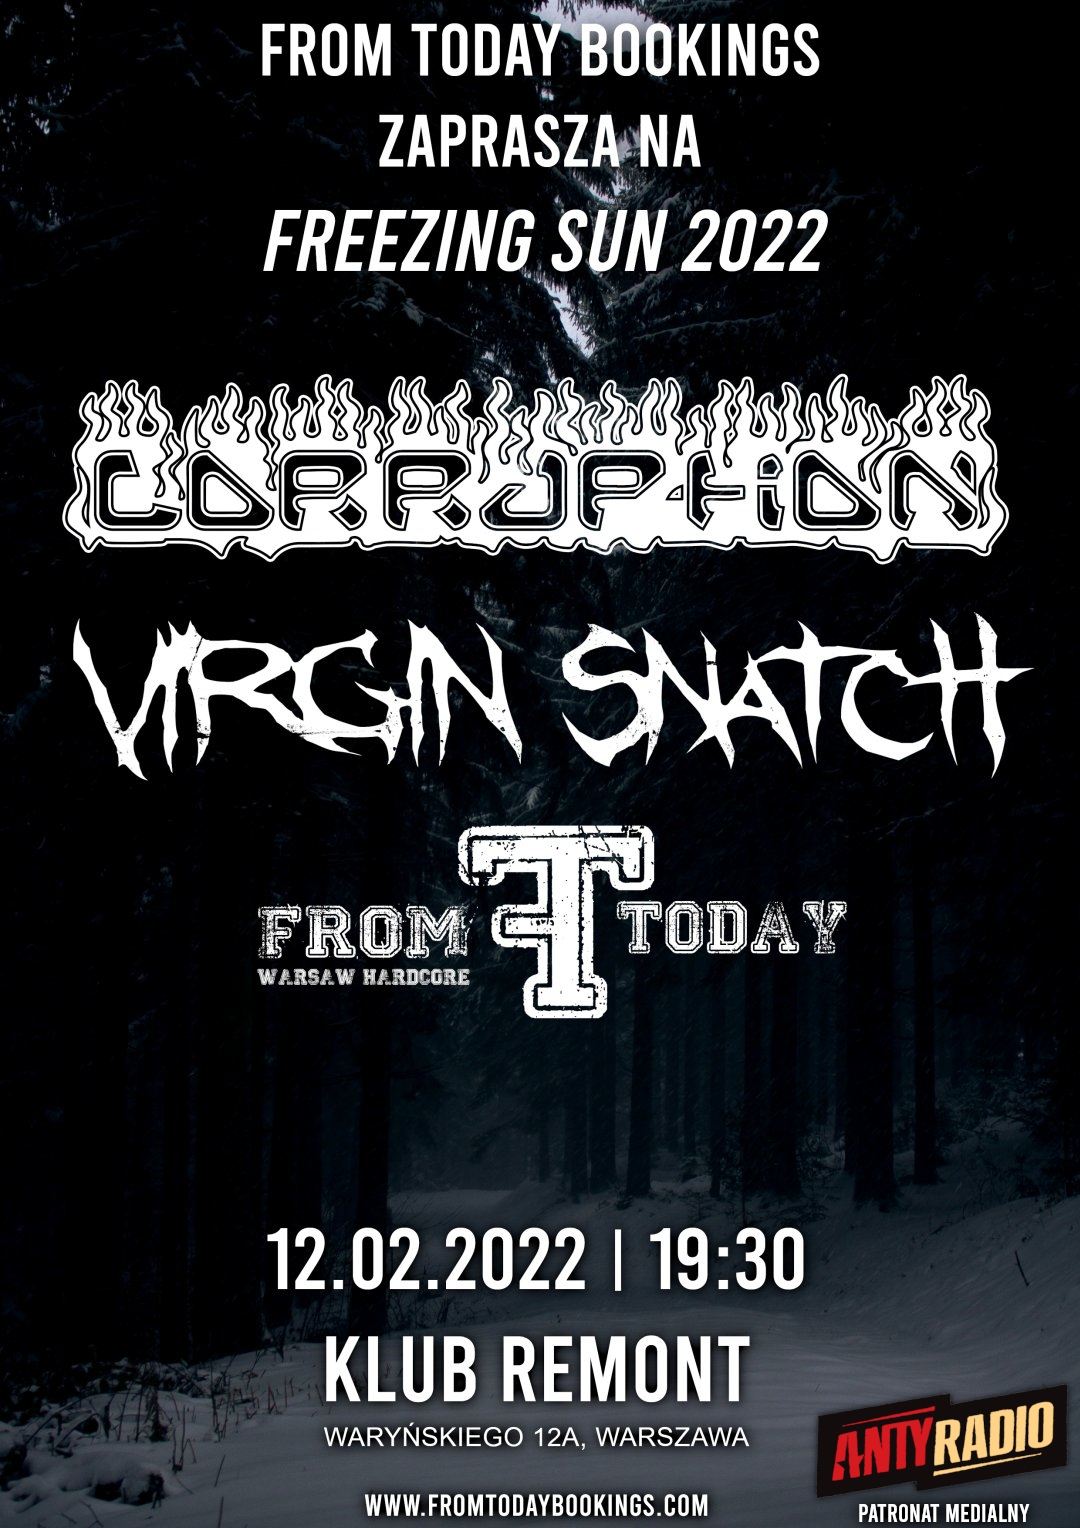 FROM TODAY BOOKINGS
ZAPRASZA NA
FREEZING SUN 2022
CORRUPTION
VIRGIN SNATCH
FT
FROM TODAY
WARSAW HARDCORE
12.02.2022 | 19:30
KLUB REMONT
WARYŃSKIEGO 12A, WARSZAWA
ANTYRADIO
WWW.FROMTODAYBOOKINGS.COM
PATRONAT MEDIALNY